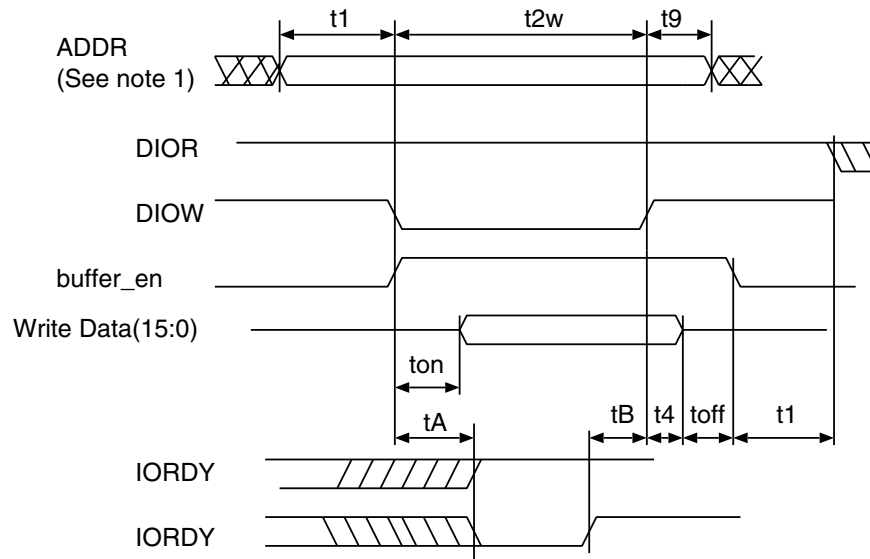 t1 t2w t9
ADDR
(See note 1)
DIOR
DIOW
buffer_en
Write Data(15:0)
ton
tA tB t4 toff t1
IORDY
IORDY